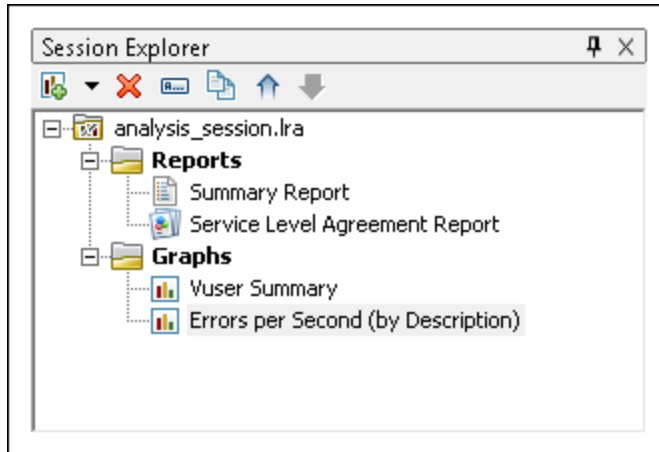 Session Explorer
analysis_session.lra
Reports
Summary Report
Service Level Agreement Report
Graphs
Vuser Summary
Errors per Second (by Description)